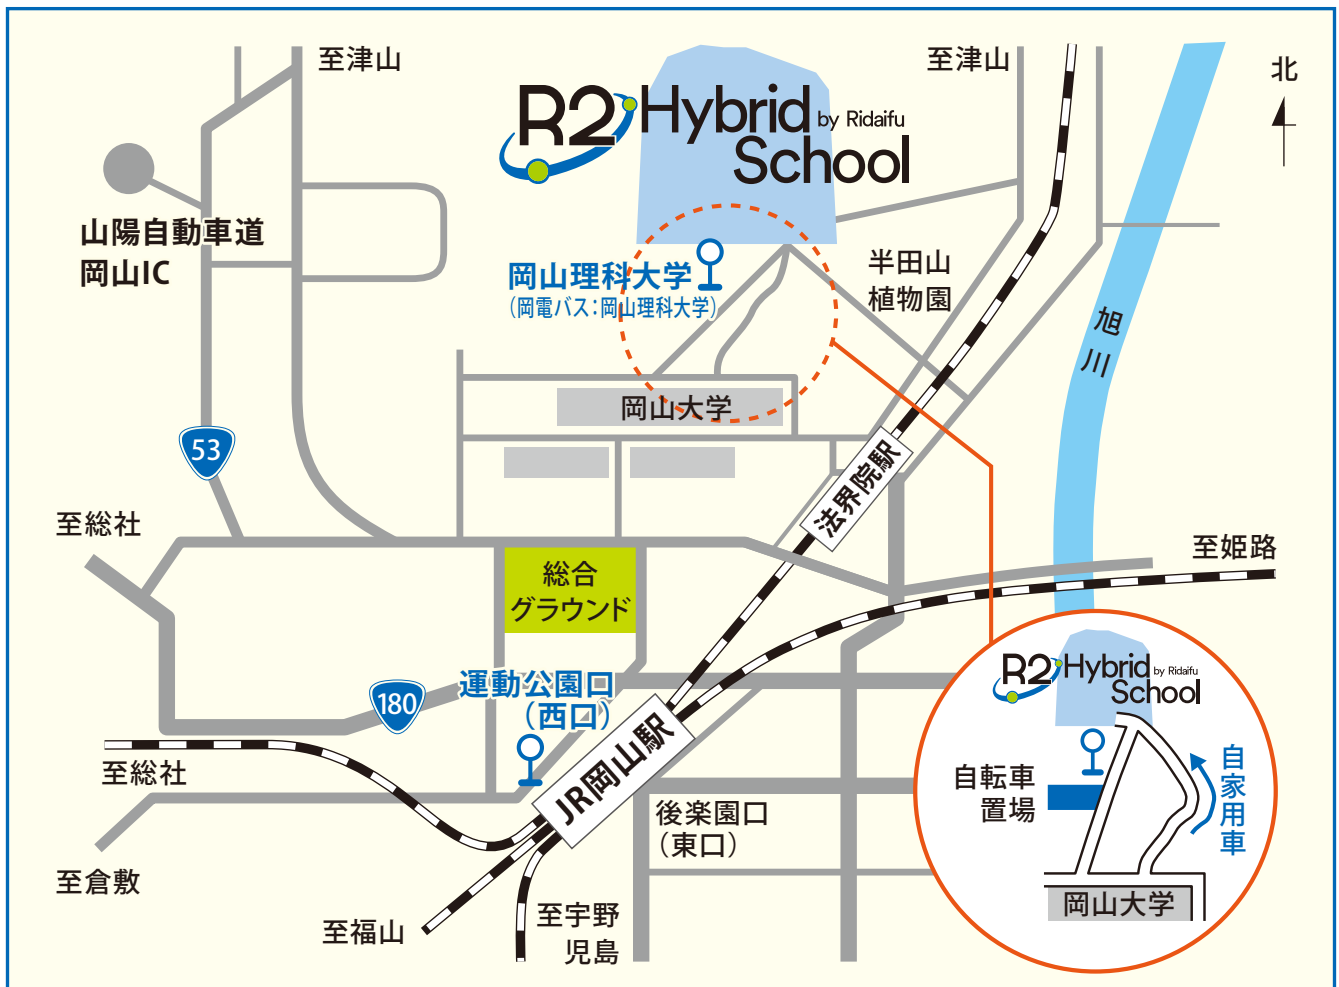 至津山
至津山
北
R2 Hybrid by Ridaifu
School
山陽自動車道
岡山IC
岡山理科大学
（岡電バス：岡山理科大学）
半田山
植物園
旭川
岡山大学
53
法界院駅
至総社
至姫路
総合
グラウンド
運動公園口
（西口）
180
JR岡山駅
至総社
後楽園口
（東口）
至倉敷
至福山
至宇野
児島
R2 Hybrid by Ridaifu
School
自転車
置場
自家用車
岡山大学